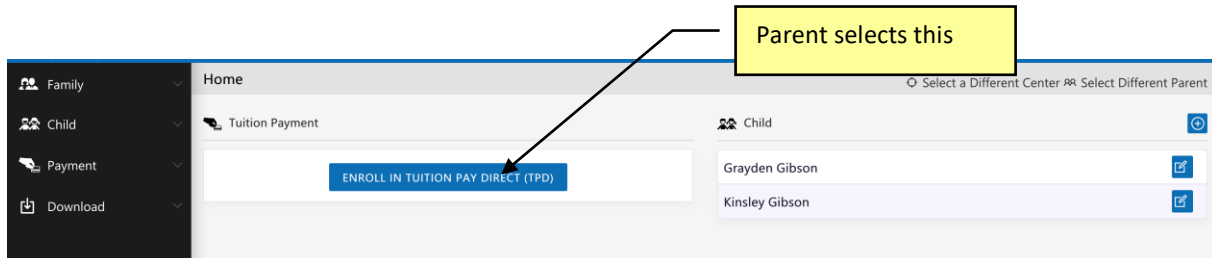 Parent selects this
Family
Home
Select a Different Center Select Different Parent
Child
Tuition Payment
Child
Payment
ENROLL IN TUITION PAY DIRECT (TPD)
Grayden Gibson
Download
Kinsley Gibson